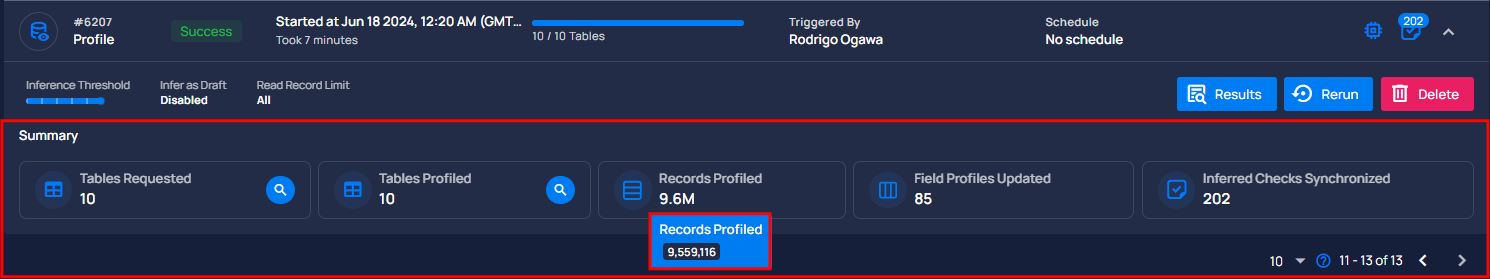 #6207
Profile
Success
Started at Jun 18 2024, 12:20 AM (GMT...
Took 7 minutes
10 / 10 Tables
Triggered By
Rodrigo Ogawa
Schedule
No schedule
202
Inference Threshold
Infer as Draft
Disabled
Read Record Limit
All
Results
Rerun
Delete
Summary
Tables Requested
10
Tables Profiled
10
Records Profiled
9.6M
Field Profiles Updated
85
Inferred Checks Synchronized
202
Records Profiled
9,559,116
10
11 - 13 of 13